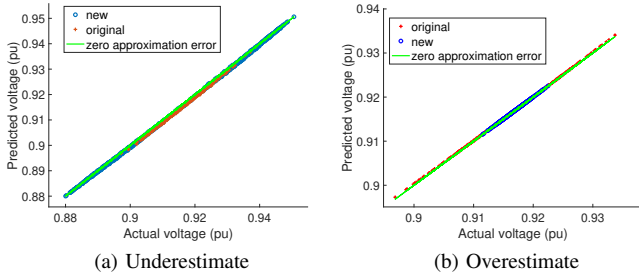 new
original
zero approximation error
Predicted voltage (pu)
0.95
0.94
0.93
0.92
0.91
0.9
0.89
0.88
0.88
0.9
0.92
0.94
Actual voltage (pu)
(a) Underestimate
original
new
zero approximation error
Predicted voltage (pu)
0.93
0.92
0.91
0.9
0.9
0.91
0.92
0.93
Actual voltage (pu)
(b) Overestimate